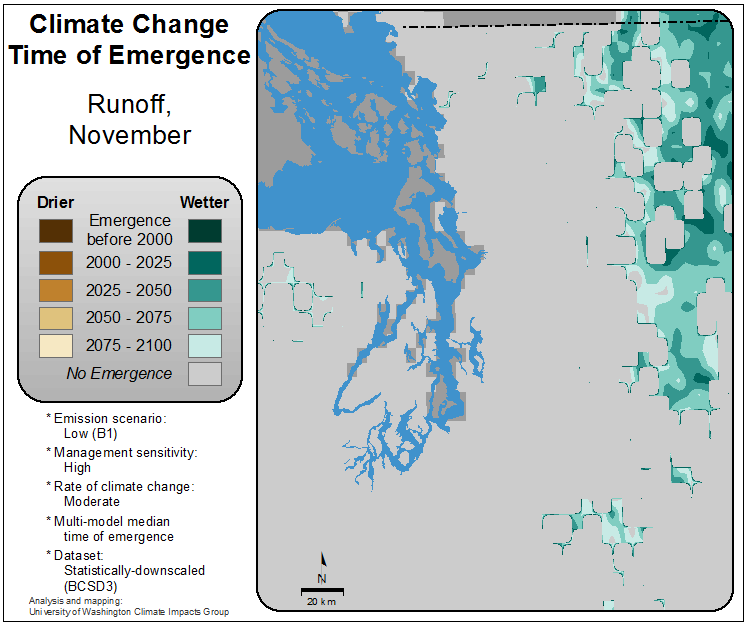 Climate Change
Time of Emergence
Runoff,
November
Drier Wetter
Emergence
before 2000
2000 - 2025
2025 - 2050
2050 - 2075
2075 - 2100
No Emergence
* Emission scenario:
Low (B1)
* Management sensitivity:
High
* Rate of climate change:
Moderate
* Multi-model median
time of emergence
* Dataset:
Statistically-downscaled
(BCSD3)
Analysis and mapping:
University of Washington Climate Impacts Group
N
20 km